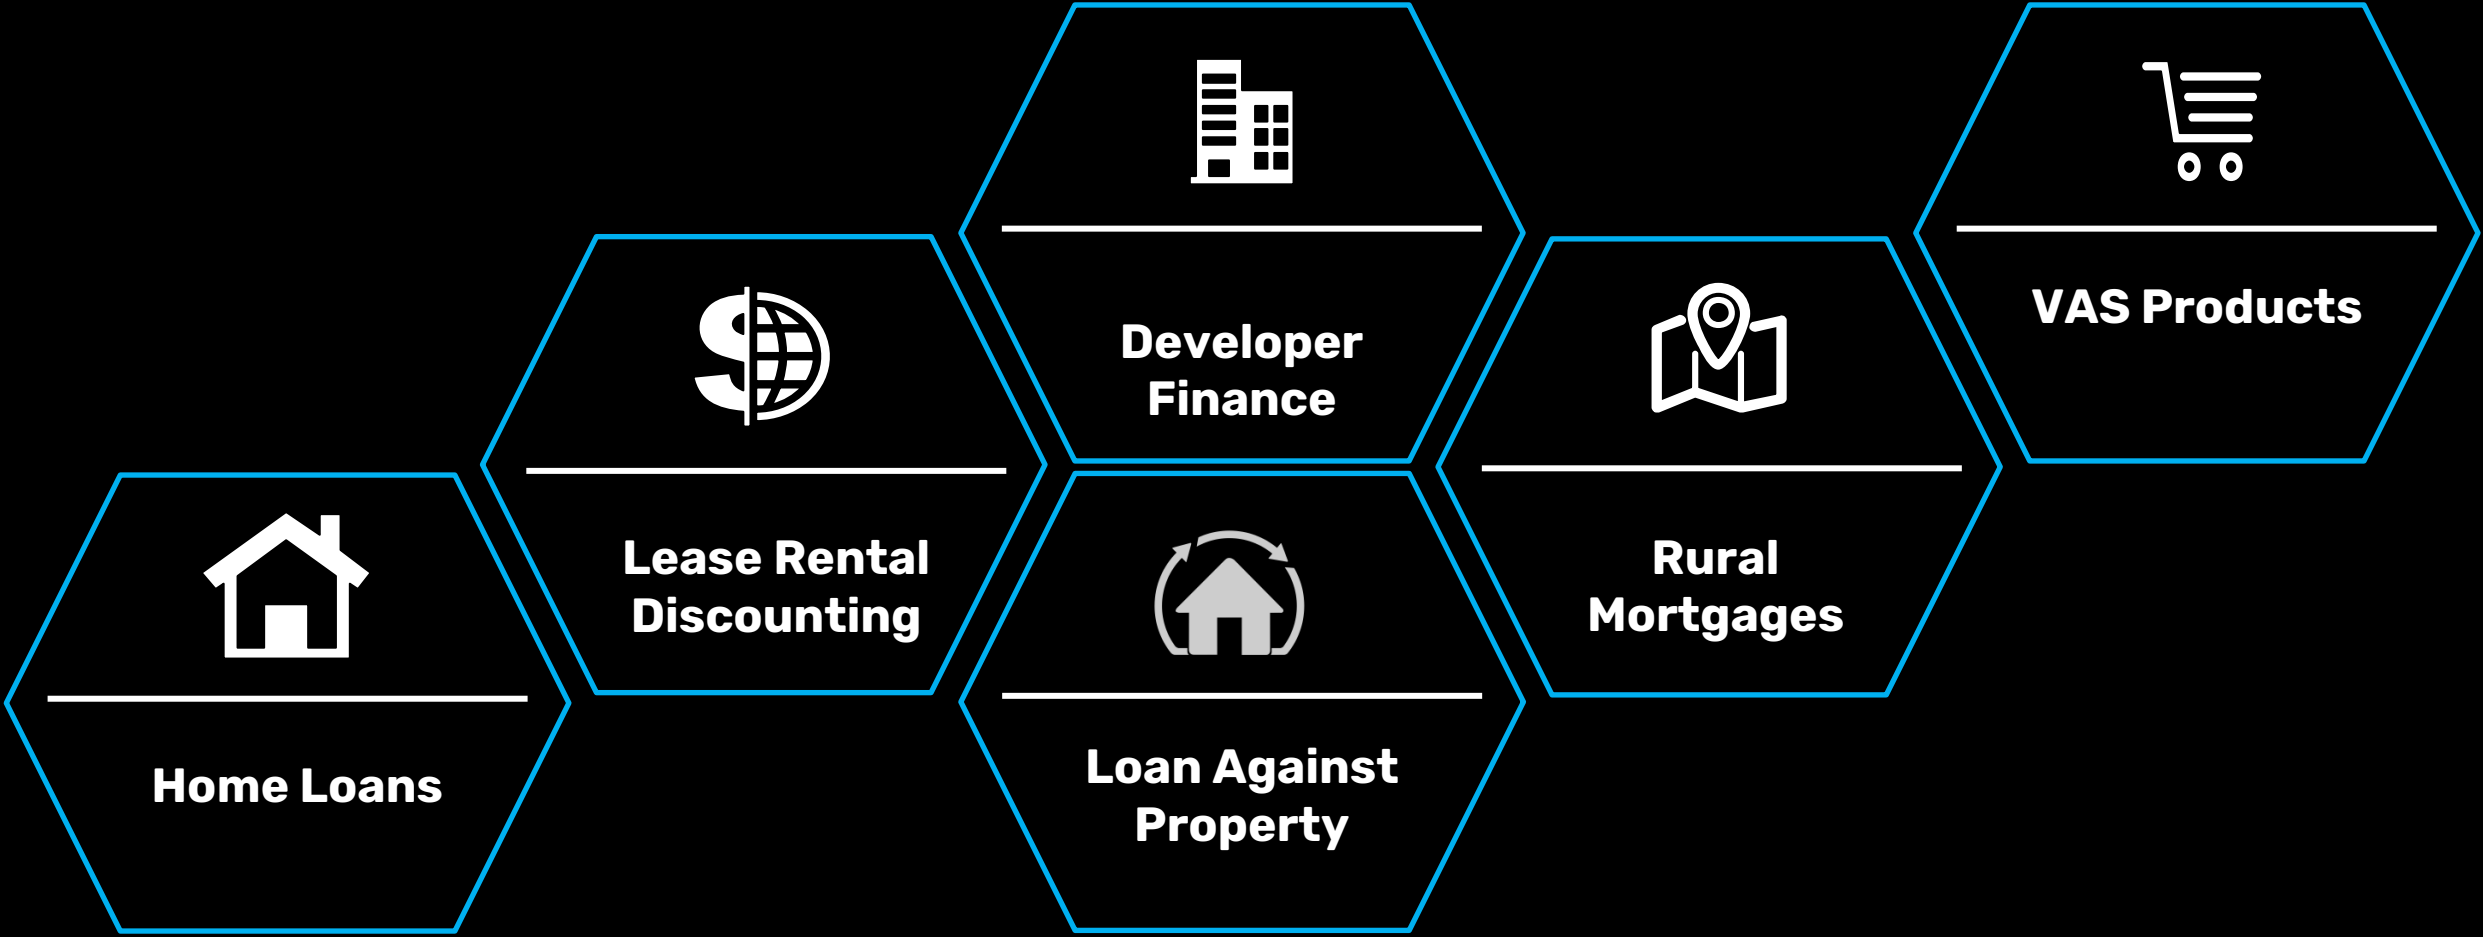 Home Loans
Lease Rental
Discounting
Developer
Finance
Loan Against
Property
Rural
Mortgages
VAS Products